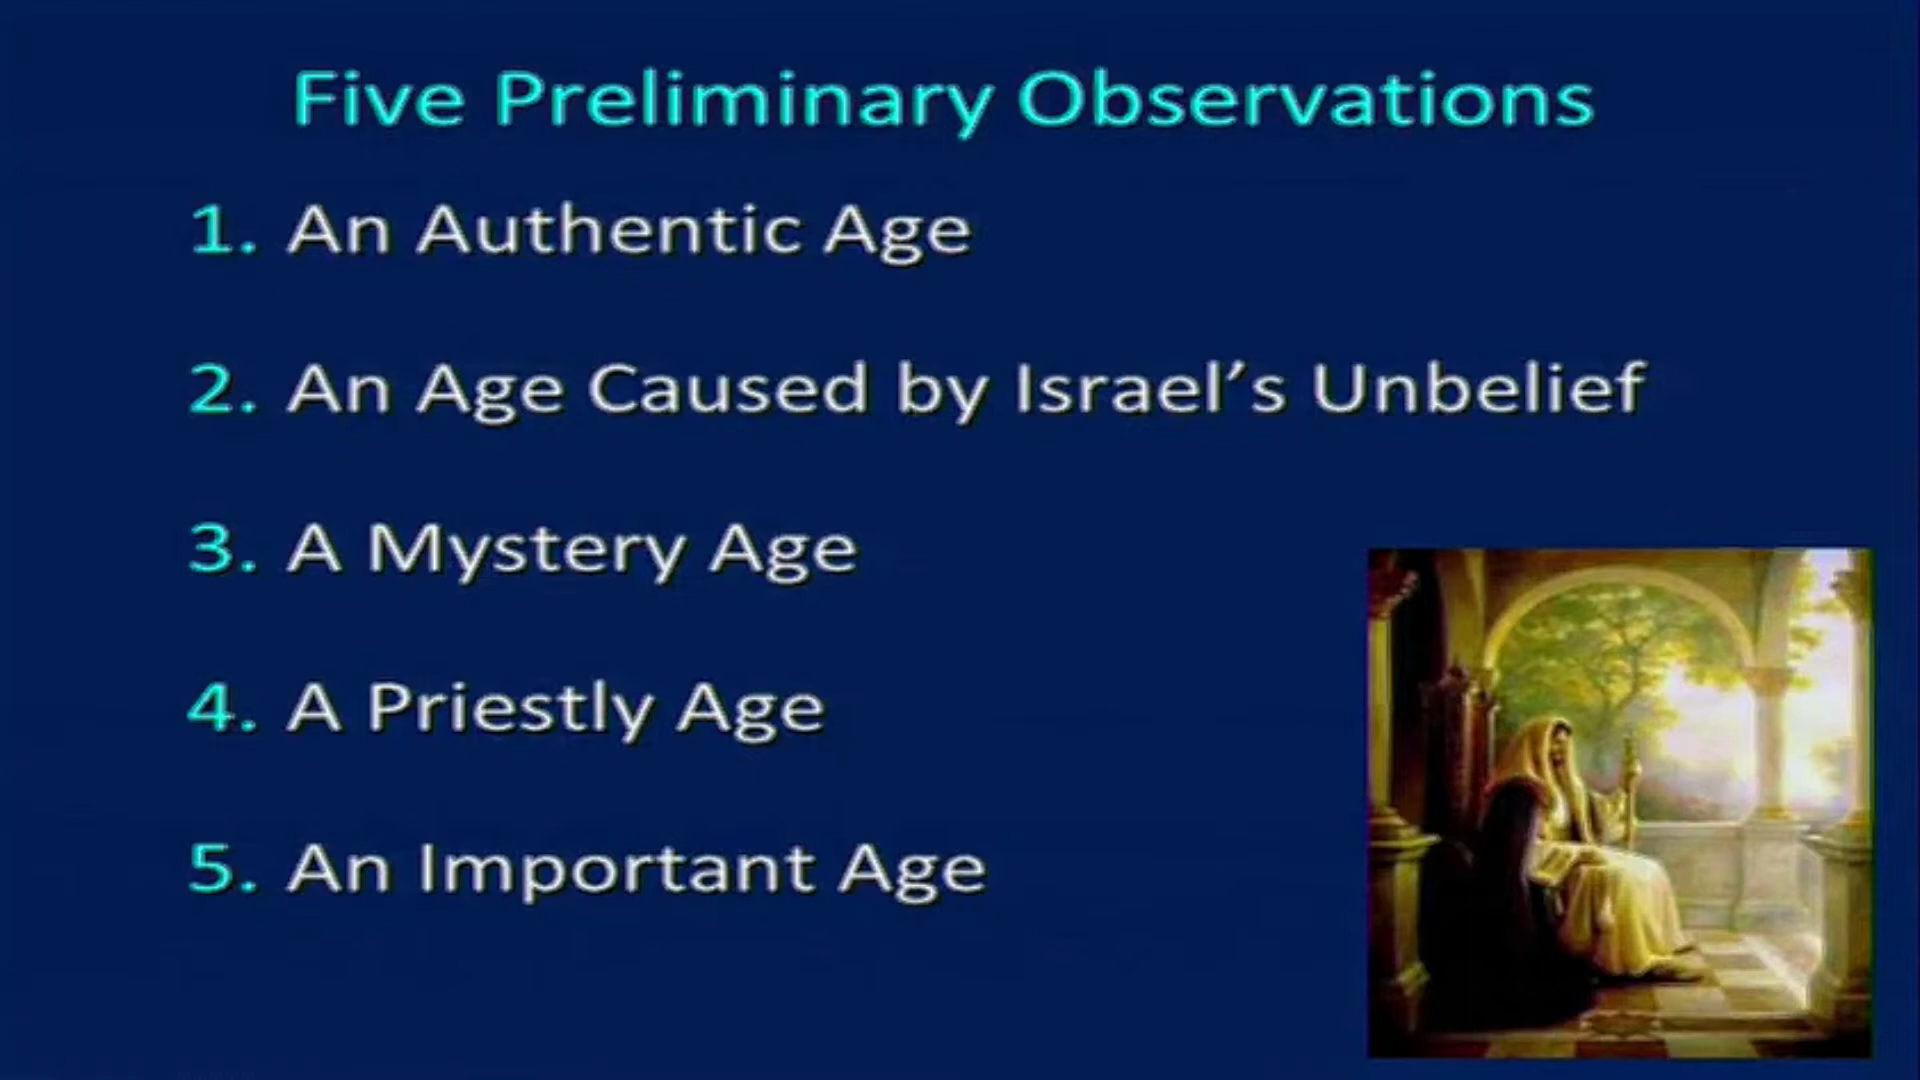 Five Preliminary Observations
1. An Authentic Age
2. An Age Caused by Israel’s Unbelief
3. A Mystery Age
4. A Priestly Age
5. An Important Age